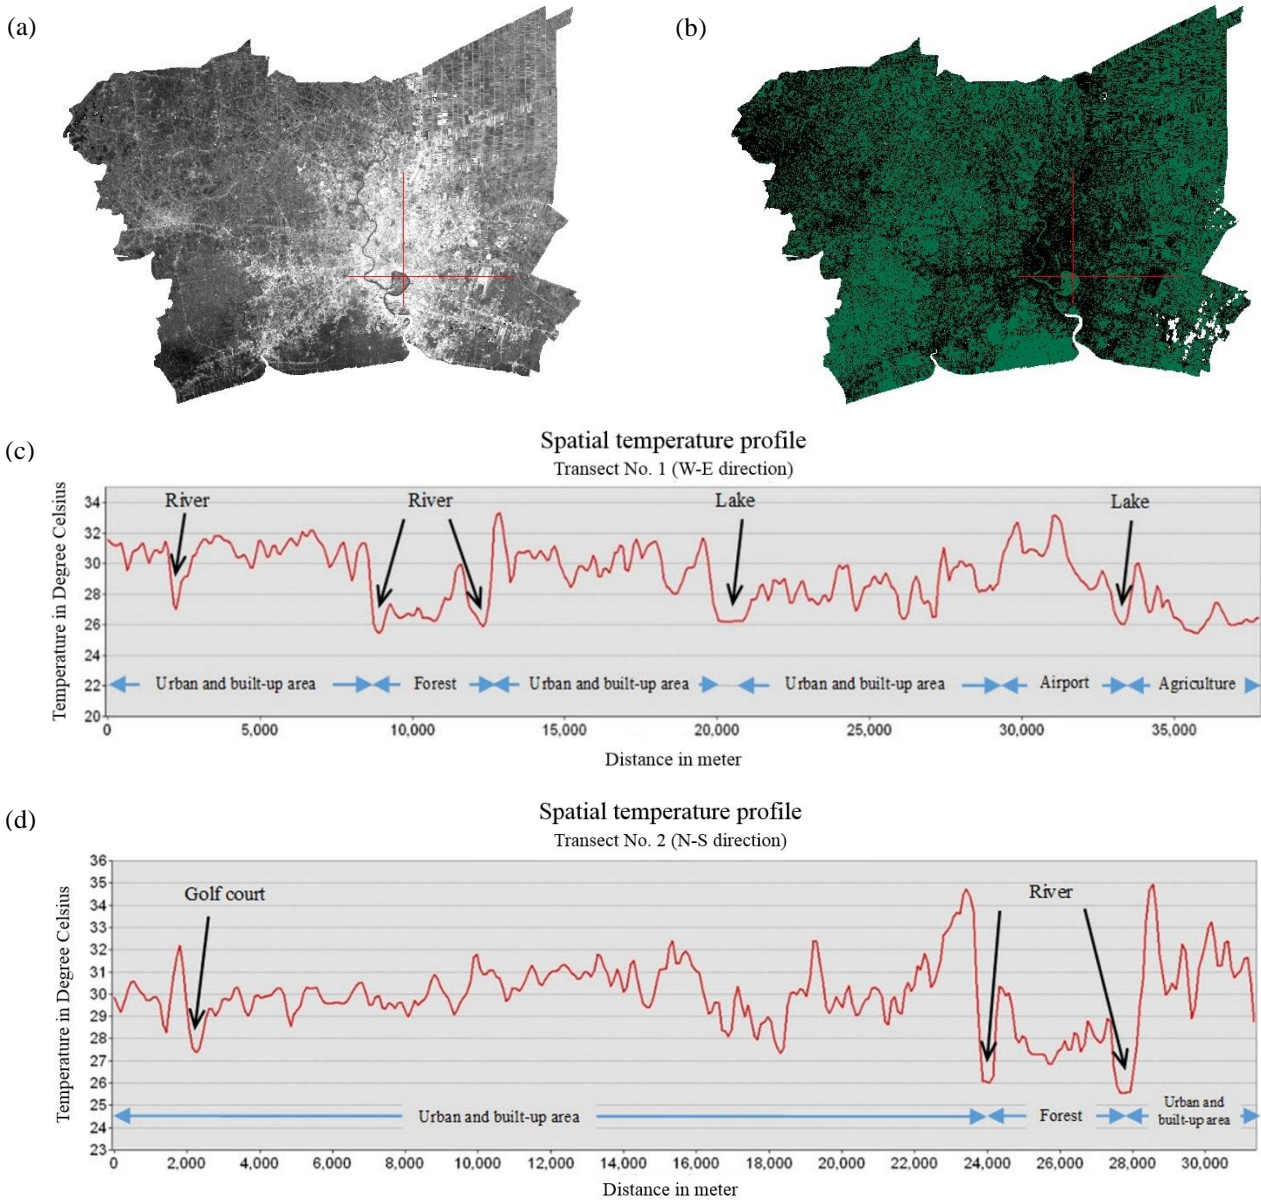 (a)
(b)
(c)
Spatial temperature profile
Transect No. 1 (W-E direction)
Temperature in Degree Celsius
34
32
30
28
26
24
22
20
River
River
Lake
Lake
Urban and built-up area
Forest
Urban and built-up area
Urban and built-up area
Airport
Agriculture
0
5,000
10,000
15,000
20,000
25,000
30,000
35,000
Distance in meter
(d)
Spatial temperature profile
Transect No. 2 (N-S direction)
Temperature in Degree Celsius
36
35
34
33
32
31
30
29
28
27
26
25
24
23
Golf court
River
Urban and built-up area
Forest
Urban and
built-up area
0
2,000
4,000
6,000
8,000
10,000
12,000
14,000
16,000
18,000
20,000
22,000
24,000
26,000
28,000
30,000
Distance in meter